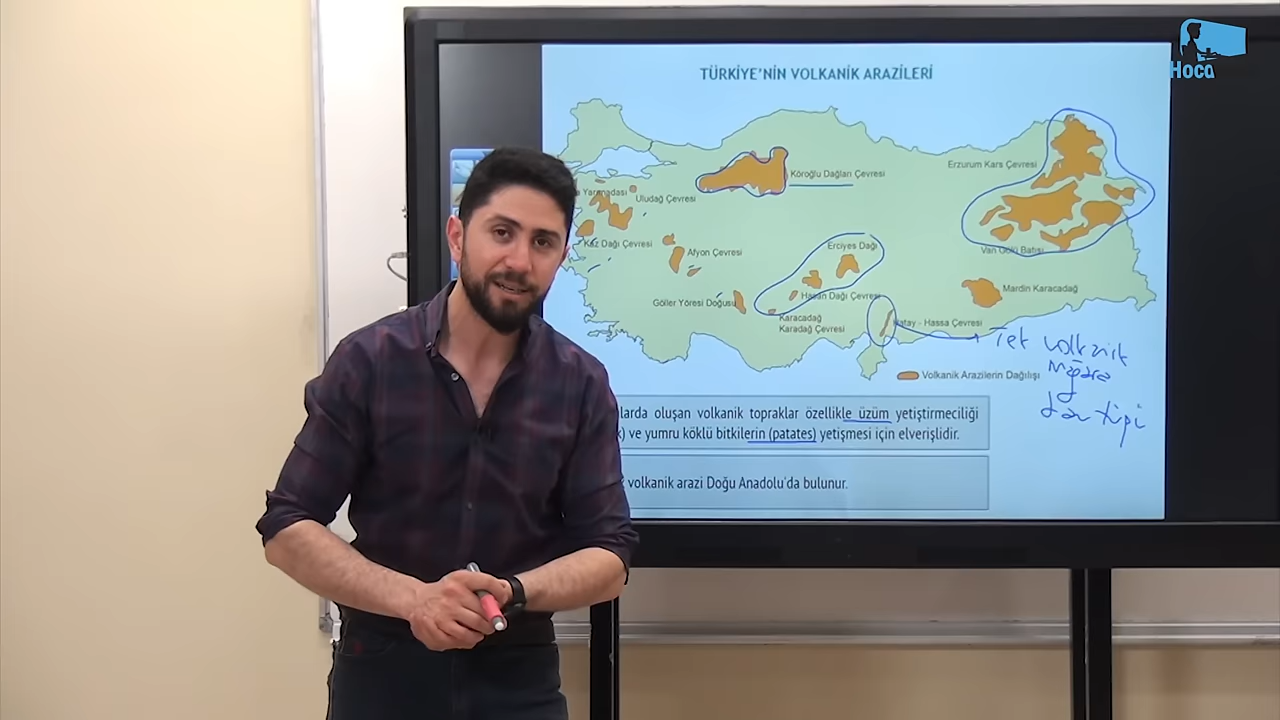 Hoca
TÜRKİYE'NİN VOLKANİK ARAZİLERİ
Köroğlu Dağları Çevresi
Erzurum Kars Çevresi
Yarımadası
Uludağ Çevresi
Kaz Dağı Çevresi
Afyon Çevresi
Erciyes Dağı
Van Gölü Batısı
Göller Yöresi Doğusu
Hasan Dağı Çevresi
Mardin Karacadağ
Karacadağ
Karadağ Çevresi
Hatay - Hassa Çevresi
Tek volkanik
Mağara
Volkanik Arazilerin Dağılışı
larda oluşan volkanik topraklar özellikle üzüm yetiştirmeciliği
k) ve yumru köklü bitkilerin (patates) yetişmesi için elverişlidir.
volkanik arazi Doğu Anadolu'da bulunur.